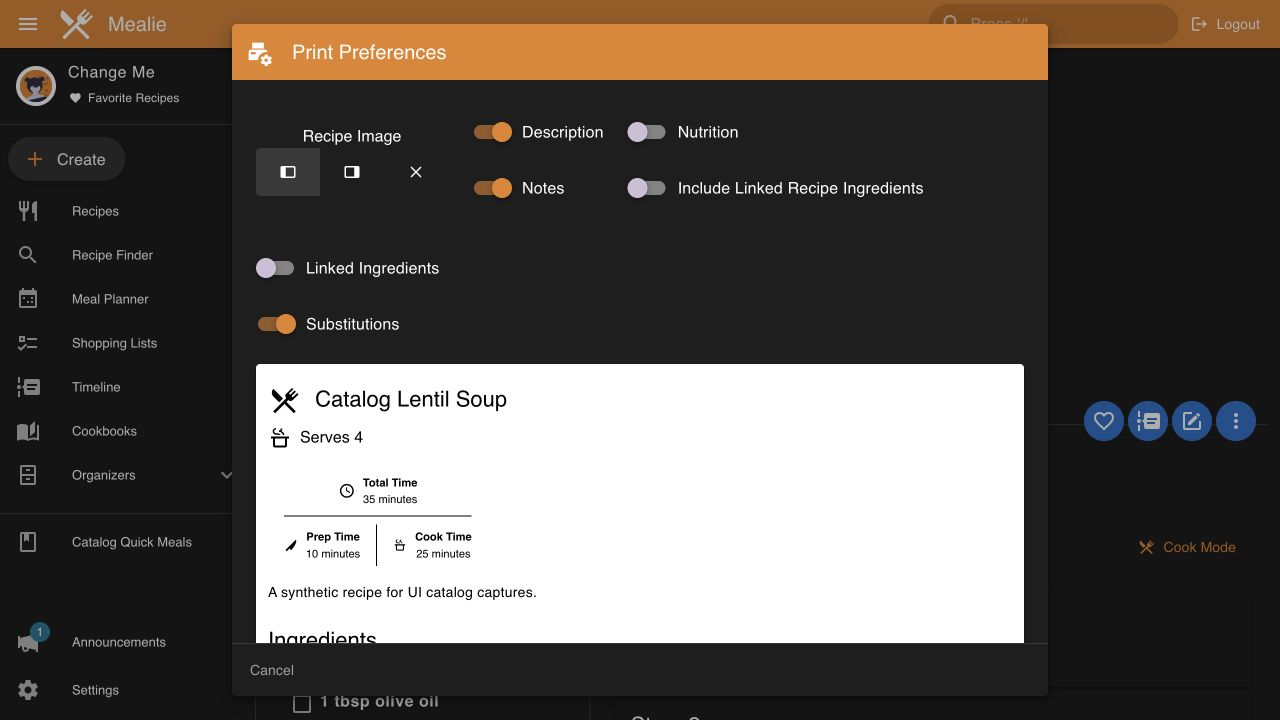 Mealie
Press '/'
Logout
Change Me
Favorite Recipes
Create
Recipes
Recipe Finder
Meal Planner
Shopping Lists
Timeline
Cookbooks
Organizers
Catalog Quick Meals
1
Announcements
Settings
Print Preferences
Recipe Image
Description
Nutrition
Notes
Include Linked Recipe Ingredients
Linked Ingredients
Substitutions
Catalog Lentil Soup
Serves 4
Total Time
35 minutes
Prep Time
10 minutes
Cook Time
25 minutes
A synthetic recipe for UI catalog captures.
Ingredients
Cancel
Cook Mode
1 tbsp olive oil